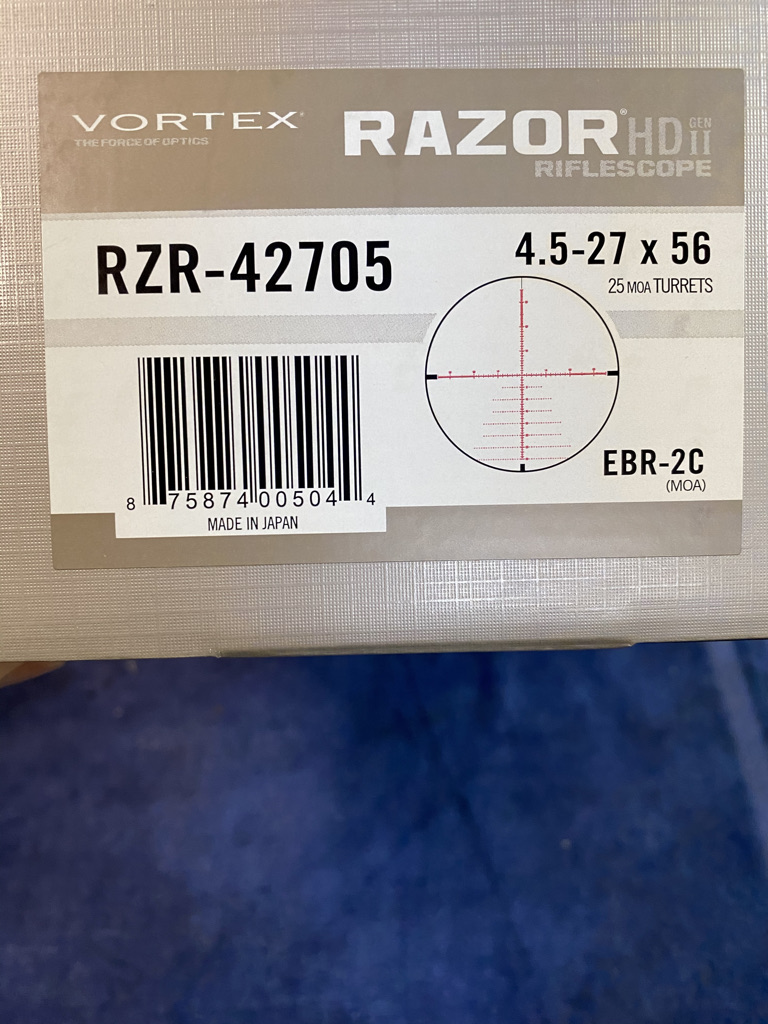 VORTEX®
THE FORCE OF OPTICS
RAZOR® HD GEN II
RIFLESCOPE
RZR-42705
4.5-27 x 56
25 MOA TURRETS
EBR-2C
(MOA)
8 75874 00504 4
MADE IN JAPAN